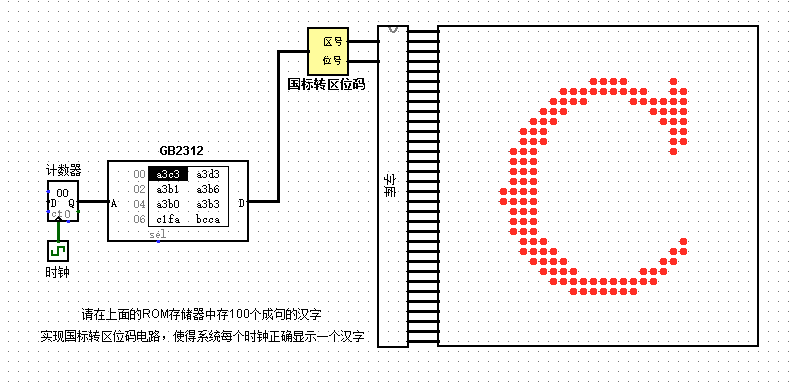 区号
位号
国标转区位码
GB2312
计数器
00
D Q
ct0
A
00 a3c3 a3d3
02 a3b1 a3b6
04 a3b0 a3b3
06 c1fa bcca
D
sel
字库
时钟
C
请在上面的ROM存储器中存100个成句的汉字
实现国标转区位码电路，使得系统每个时钟正确显示一个汉字